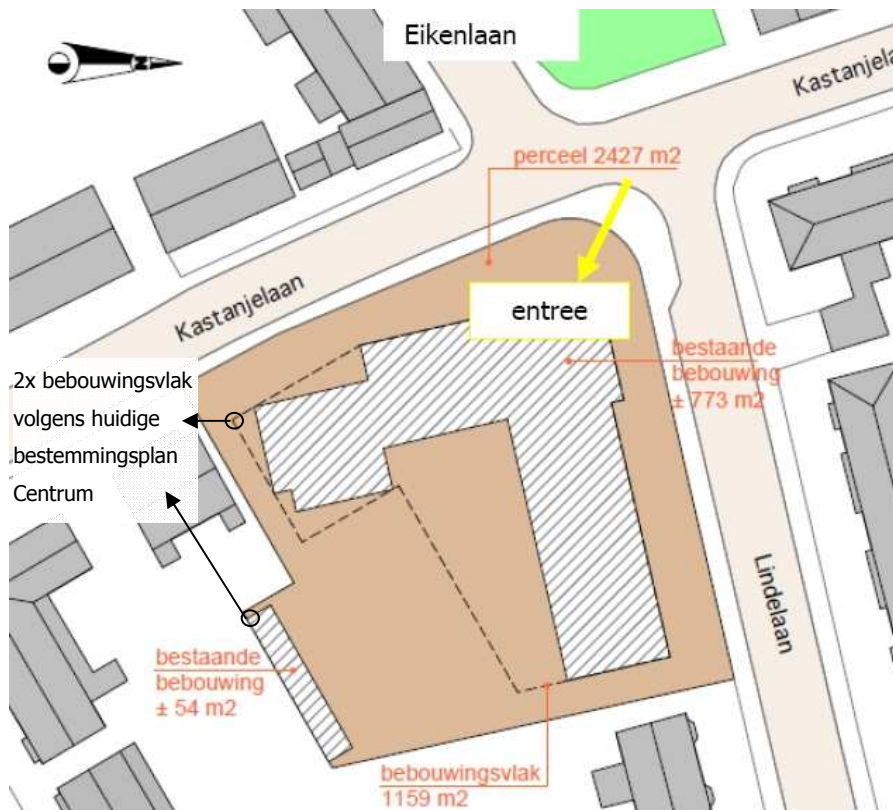 Eikenlaan
Kastanjela
perceel 2427 m2
Kastanjelaan
entree
bestaande
bebouwing
± 773 m2
2x bebouwingsvlak
volgens huidige
bestemmingsplan
Centrum
Lindelaan
bestaande
bebouwing
± 54 m2
bebouwingsvlak
1159 m2
N